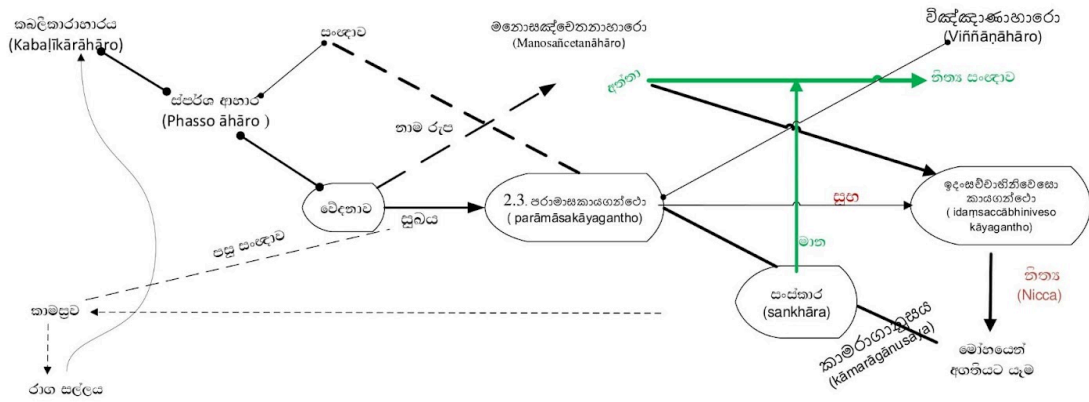 කබලීකාරාහාරය
(Kabaḷīkārāhāro)
සංඥාව
මනොසඤ්චෙතනාහාරො
(Manosañcetanāhāro)
විඤ්ඤාණාහාරො
(Viññāṇāhāro)
අත්තා
නිත්‍ය සංඥාව
ස්පර්ශ ආහාර
(Phasso āhāro )
නාම රූප
වේදනාව
සුඛය
2.3. පරාමාසකායගන්ථො
( parāmāsakāyagantho)
සුභ
ඉදංසච්චාභිනිවෙසො
කායගන්ථො
( idaṃsaccābhiniveso
kāyagantho)
මාන
පසු සංඥාව
සංස්කාර
(sankhāra)
නිත්‍ය
(Nicca)
කාමාස්‍රව
කාමරාගානුසය
(kāmarāgānusaya)
මෝහයෙන්
අගතියට යෑම
රාග සල්ලය